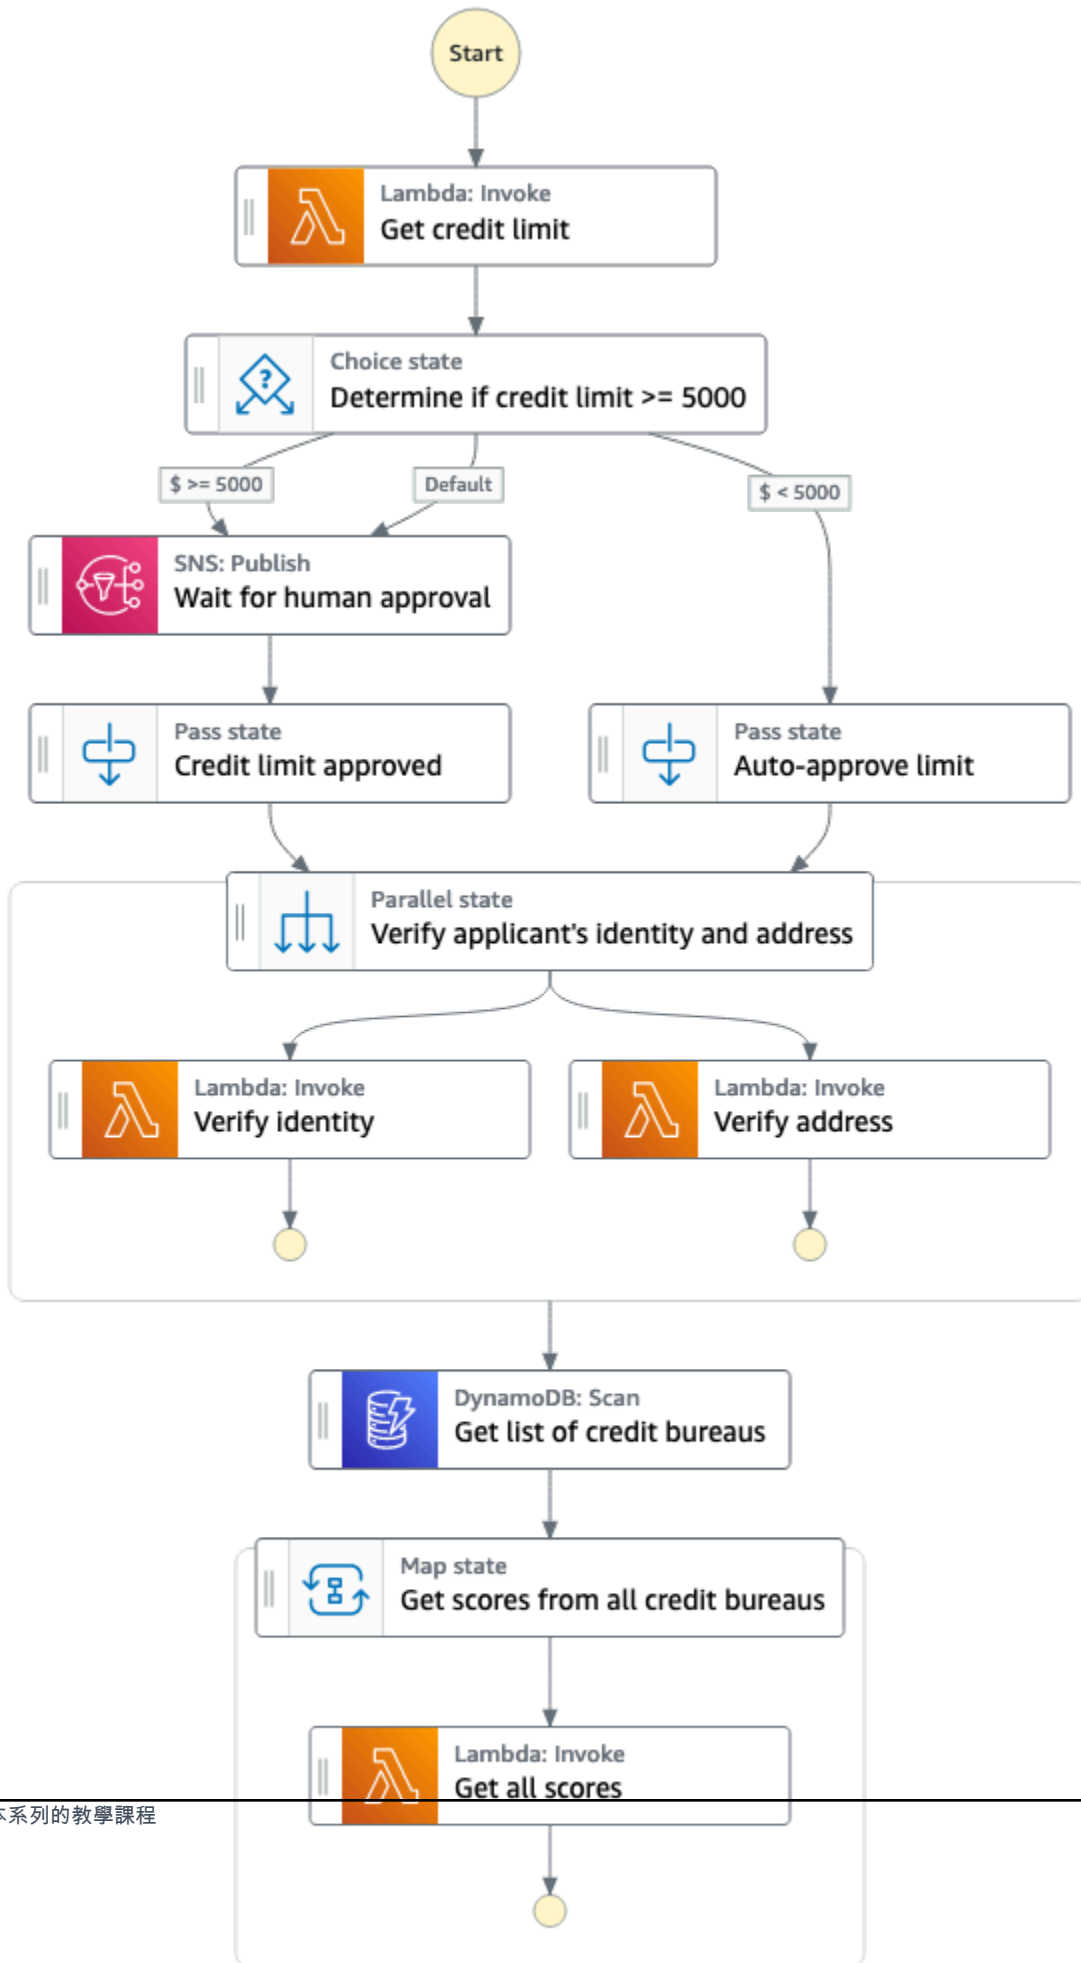 Start
Lambda: Invoke
Get credit limit
Choice state
Determine if credit limit >= 5000
$ >= 5000
Default
$ < 5000
SNS: Publish
Wait for human approval
Pass state
Credit limit approved
Pass state
Auto-approve limit
Parallel state
Verify applicant's identity and address
Lambda: Invoke
Verify identity
Lambda: Invoke
Verify address
DynamoDB: Scan
Get list of credit bureaus
Map state
Get scores from all credit bureaus
Lambda: Invoke
Get all scores
本系列的教學課程